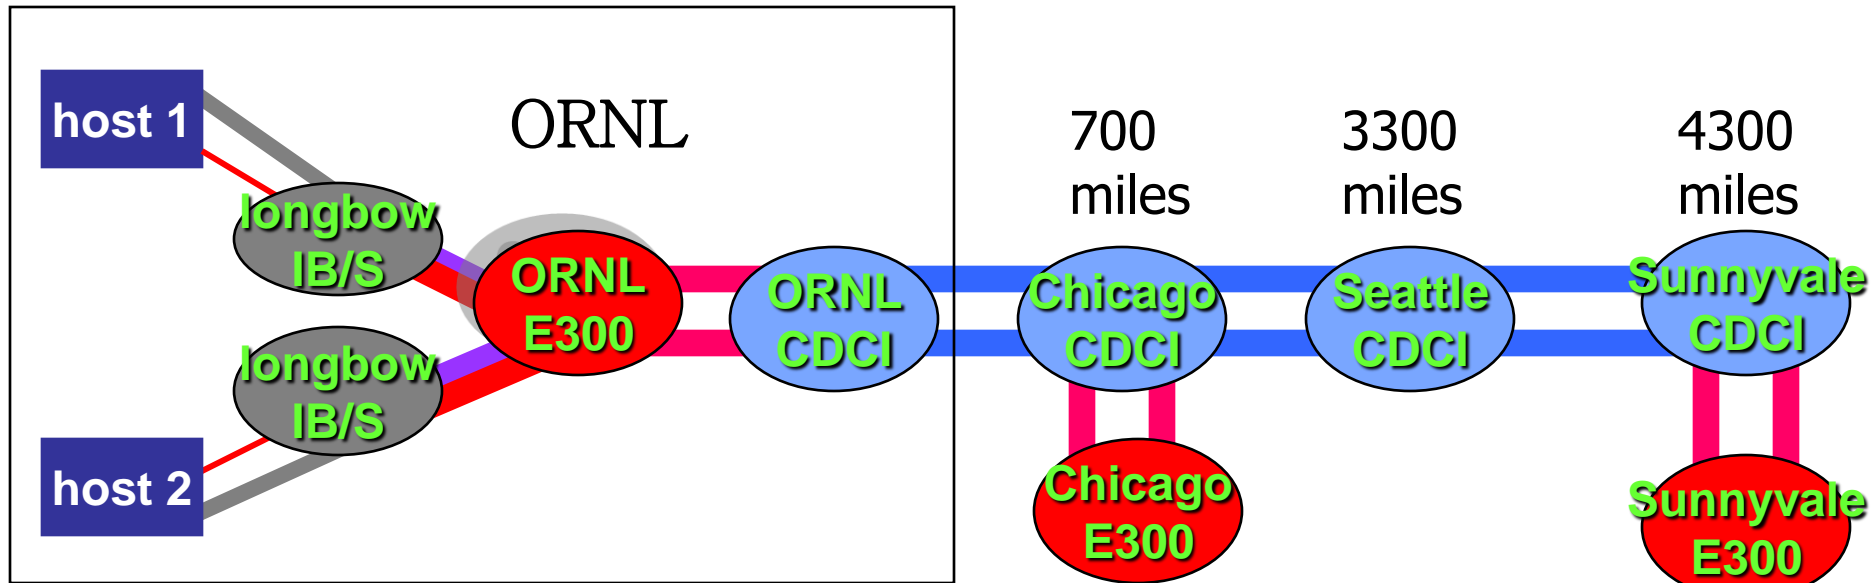 host 1
ORNL
700
miles
3300
miles
4300
miles
longbow
IB/S
ORNL
E300
ORNL
CDCI
Chicago
CDCI
Seattle
CDCI
Sunnyvale
CDCI
longbow
IB/S
host 2
Chicago
E300
Sunnyvale
E300